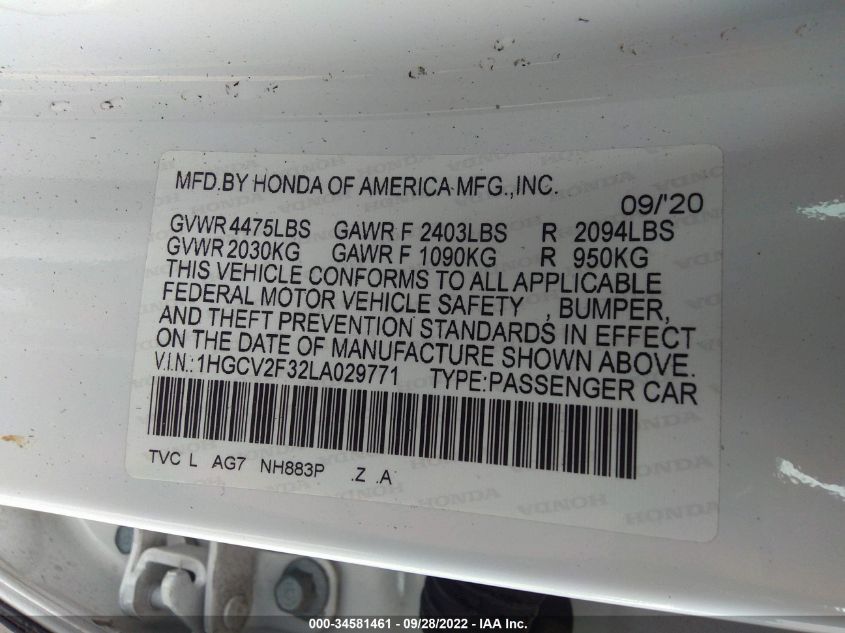 MFD.BY HONDA OF AMERICA MFG.,INC.
09/'20
GVWR 4475LBS GAWR F 2403LBS R 2094LBS
GVWR 2030KG GAWR F 1090KG R 950KG
THIS VEHICLE CONFORMS TO ALL APPLICABLE
FEDERAL MOTOR VEHICLE SAFETY , BUMPER,
AND THEFT PREVENTION STANDARDS IN EFFECT
ON THE DATE OF MANUFACTURE SHOWN ABOVE.
V.I.N.:1HGCV2F32LA029771 TYPE:PASSENGER CAR
TVC L AG7 NH883P .Z .A
HONDA HONDA HONDA
000-34581461 - 09/28/2022 - IAA Inc.